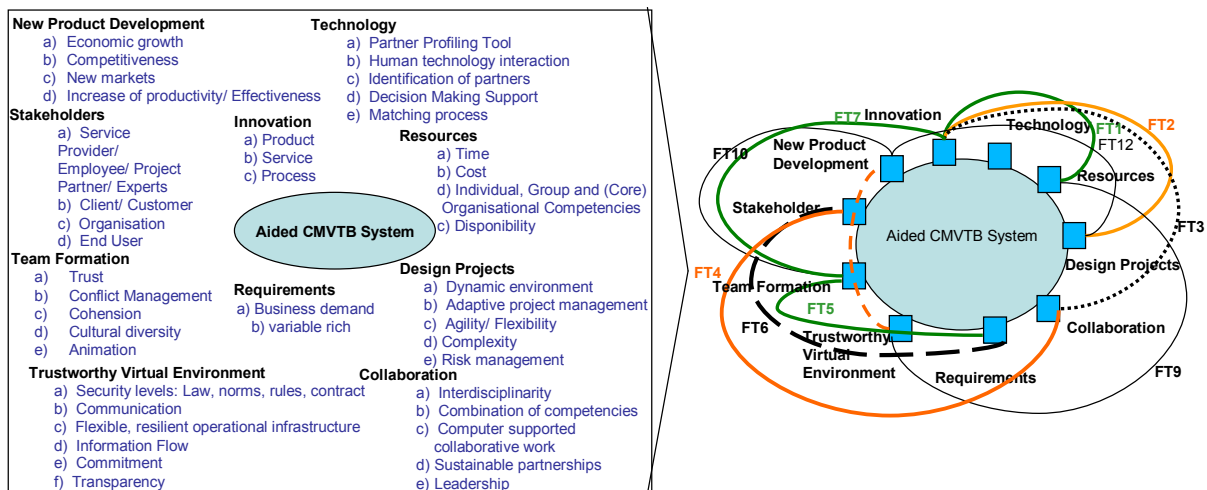 New Product Development
a) Economic growth
b) Competitiveness
c) New markets
d) Increase of productivity/ Effectiveness
Technology
a) Partner Profiling Tool
b) Human technology interaction
c) Identification of partners
d) Decision Making Support
e) Matching process
Stakeholders
a) Service
Provider/
Employee/ Project
Partner/ Experts
b) Client/ Customer
c) Organisation
d) End User
Innovation
a) Product
b) Service
c) Process
Resources
a) Time
b) Cost
d) Individual, Group and (Core)
Organisational Competencies
c) Disponibility
Aided CMVTB System
Team Formation
a) Trust
b) Conflict Management
c) Cohension
d) Cultural diversity
e) Animation
Requirements
a) Business demand
b) variable rich
Design Projects
a) Dynamic environment
b) Adaptive project management
c) Agility/ Flexibility
d) Complexity
e) Risk management
Trustworthy Virtual Environment
a) Security levels: Law, norms, rules, contract
b) Communication
c) Flexible, resilient operational infrastructure
d) Information Flow
e) Commitment
f) Transparency
Collaboration
a) Interdisciplinarity
b) Combination of competencies
c) Computer supported
collaborative work
d) Sustainable partnerships
e) Leadership
FT7
Innovation
Technology
FT1
FT2
FT12
FT10
New Product
Development
Resources
Stakeholder
FT3
Aided CMVTB System
FT4
Team Formation
Design Projects
FT5
FT6
Collaboration
Trustworthy
Virtual
Environment
Requirements
FT9